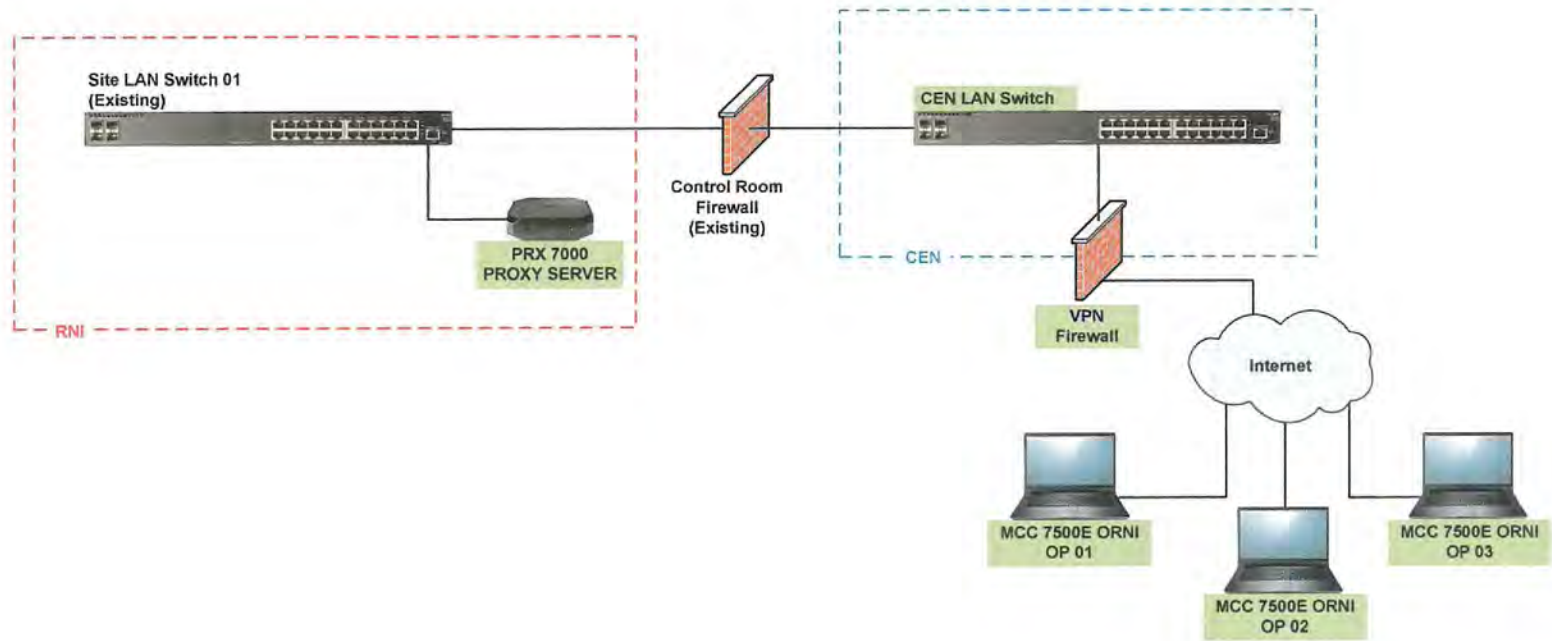 Site LAN Switch 01
(Existing)
CEN LAN Switch
Control Room
Firewall
(Existing)
PRX 7000
PROXY SERVER
CEN
RNI
VPN
Firewall
Internet
MCC 7500E ORNI
OP 01
MCC 7500E ORNI
OP 02
MCC 7500E ORNI
OP 03